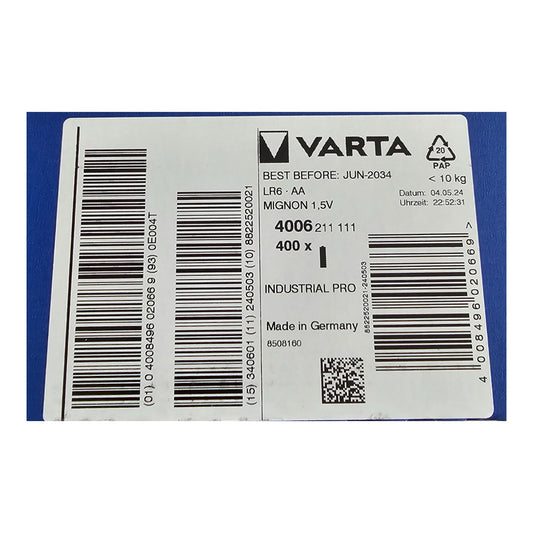 (01) 0 4008496 02066 9 (93) 0E004T
(15) 340601 (11) 240503 (10) 8822520021
VARTA
20
PAP
BEST BEFORE: JUN-2034
< 10 kg
LR6 · AA
Datum: 04.05.24
MIGNON 1,5V
Uhrzeit: 22:52:31
4006 211 111
400 x
INDUSTRIAL PRO
Made in Germany
8508160
8822520021-240503
4 008496 020669 >